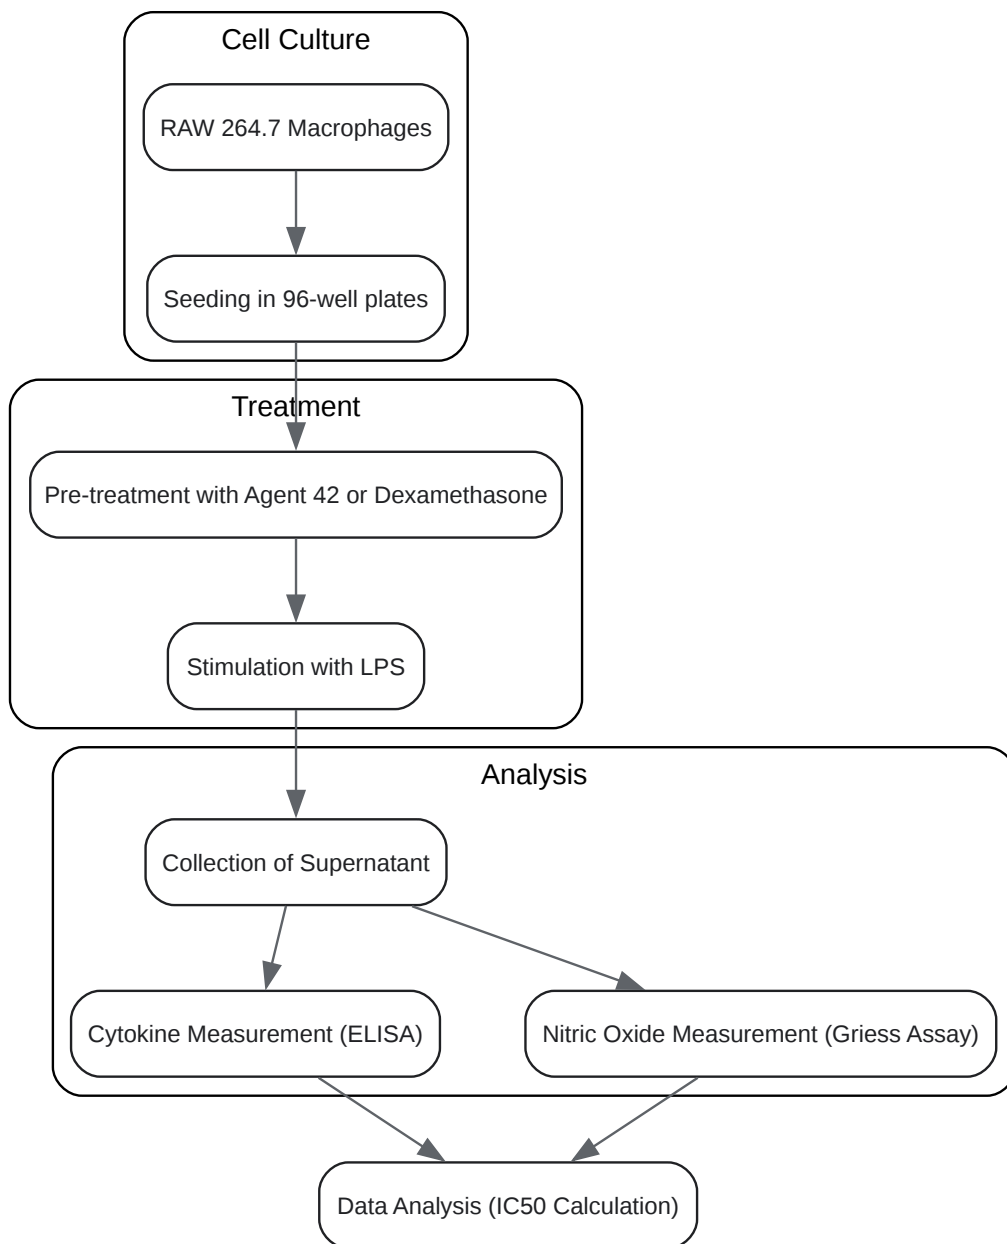 Cell Culture
RAW 264.7 Macrophages
Seeding in 96-well plates
Treatment
Pre-treatment with Agent 42 or Dexamethasone
Stimulation with LPS
Analysis
Collection of Supernatant
Cytokine Measurement (ELISA)
Nitric Oxide Measurement (Griess Assay)
Data Analysis (IC50 Calculation)